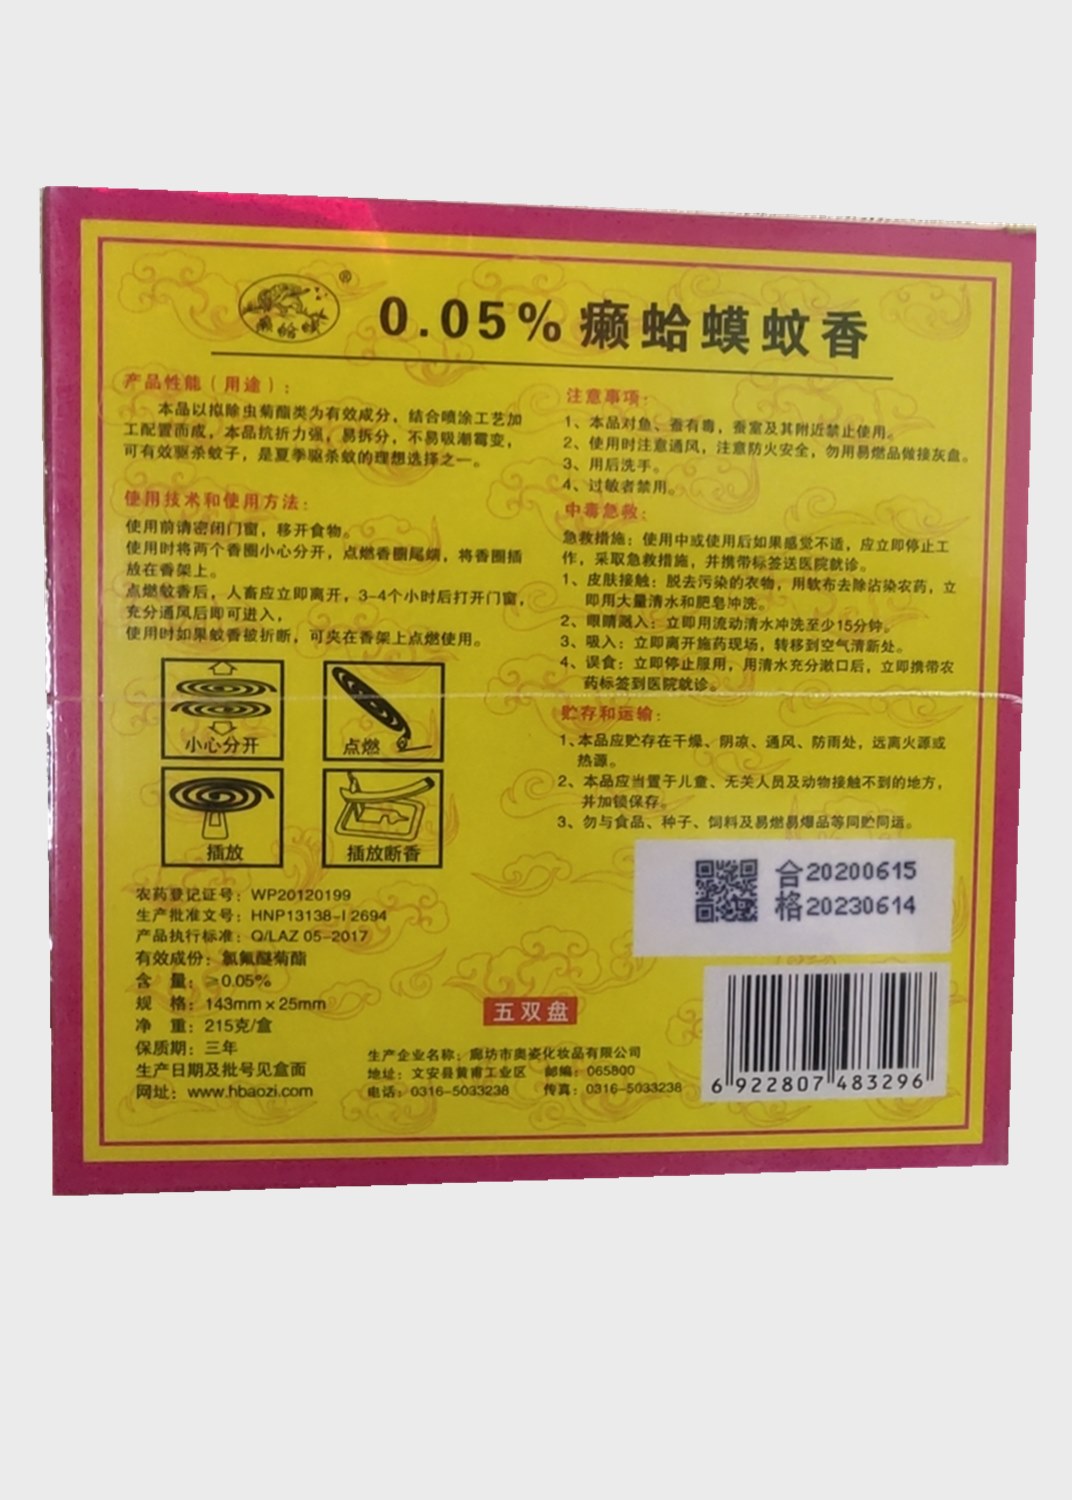 癞蛤蟆
®
0.05%癞蛤蟆蚊香
产品性能（用途）：
本品以拟除虫菊酯类为有效成分，结合喷涂工艺加
工配置而成，本品抗折力强，易拆分，不易吸潮霉变，
可有效驱杀蚊子，是夏季驱杀蚊的理想选择之一。
使用技术和使用方法：
使用前请密闭门窗，移开食物。
使用时将两个香圈小心分开，点燃香圈尾端，将香圈插
放在香架上。
点燃蚊香后，人畜应立即离开，3-4个小时后打开门窗，
充分通风后即可进入，
使用时如果蚊香被折断，可夹在香架上点燃使用。
小心分开
点燃
插放
插放断香
农药登记证号：WP20120199
生产批准文号：HNP13138-I 2694
产品执行标准：Q/LAZ 05-2017
有效成份：氯氟醚菊酯
含 量：≥0.05%
规 格：143mm×25mm
净 重：215克/盒
保质期：三年
生产日期及批号见盒面
网址：www.hbaozi.com
注意事项：
1、本品对鱼、蚕有毒，蚕室及其附近禁止使用。
2、使用时注意通风，注意防火安全，勿用易燃品做接灰盘。
3、用后洗手。
4、过敏者禁用。
中毒急救：
急救措施：使用中或使用后如果感觉不适，应立即停止工
作，采取急救措施，并携带标签送医院就诊。
1、皮肤接触：脱去污染的衣物，用软布去除沾染农药，立
即用大量清水和肥皂冲洗。
2、眼睛溅入：立即用流动清水冲洗至少15分钟。
3、吸入：立即离开施药现场，转移到空气清新处。
4、误食：立即停止服用，用清水充分漱口后，立即携带农
药标签到医院就诊。
贮存和运输：
1、本品应贮存在干燥、阴凉、通风、防雨处，远离火源或
热源。
2、本品应当置于儿童、无关人员及动物接触不到的地方，
并加锁保存。
3、勿与食品、种子、饲料及易燃易爆品等同贮同运。
合20200615
格20230614
五双盘
生产企业名称：廊坊市奥姿化妆品有限公司
地址：文安县黄甫工业区 邮编：065800
电话：0316-5033238 传真：0316-5033238
6 922807 483296